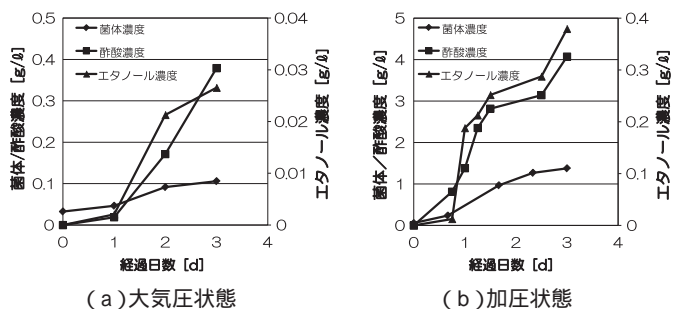 菌体/酢酸濃度 [g/ℓ]
0.5
0.4
0.3
0.2
0.1
0
菌体濃度
酢酸濃度
エタノール濃度
0.04
0.03
0.02
0.01
0
エタノール濃度 [g/ℓ]
0 1 2 3 4
経過日数 [d]
(a)大気圧状態
菌体/酢酸濃度 [g/ℓ]
5
4
3
2
1
0
菌体濃度
酢酸濃度
エタノール濃度
0.4
0.3
0.2
0.1
0
エタノール濃度 [g/ℓ]
0 1 2 3 4
経過日数 [d]
(b)加圧状態